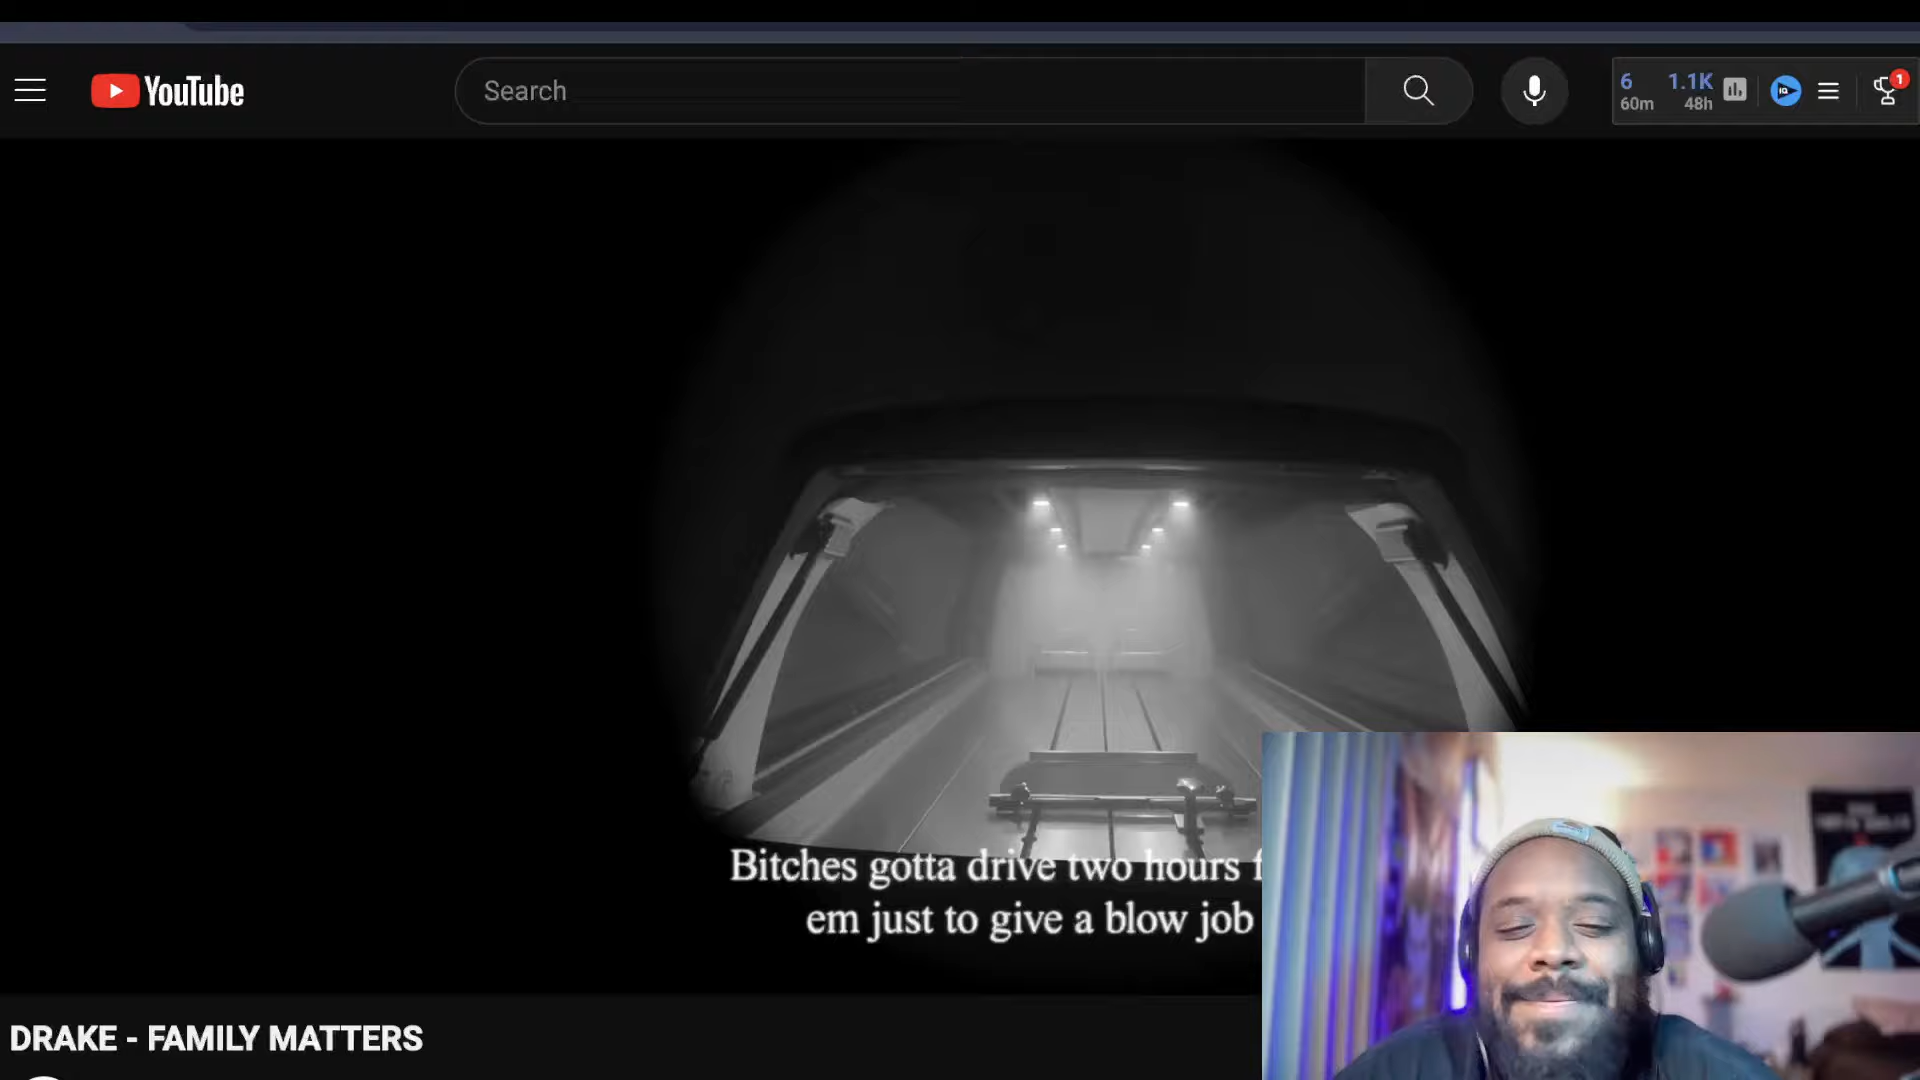 YouTube
Search
6 1.1K
60m 48h
IQ
1
Bitches gotta drive two hours
em just to give a blow job
DRAKE - FAMILY MATTERS